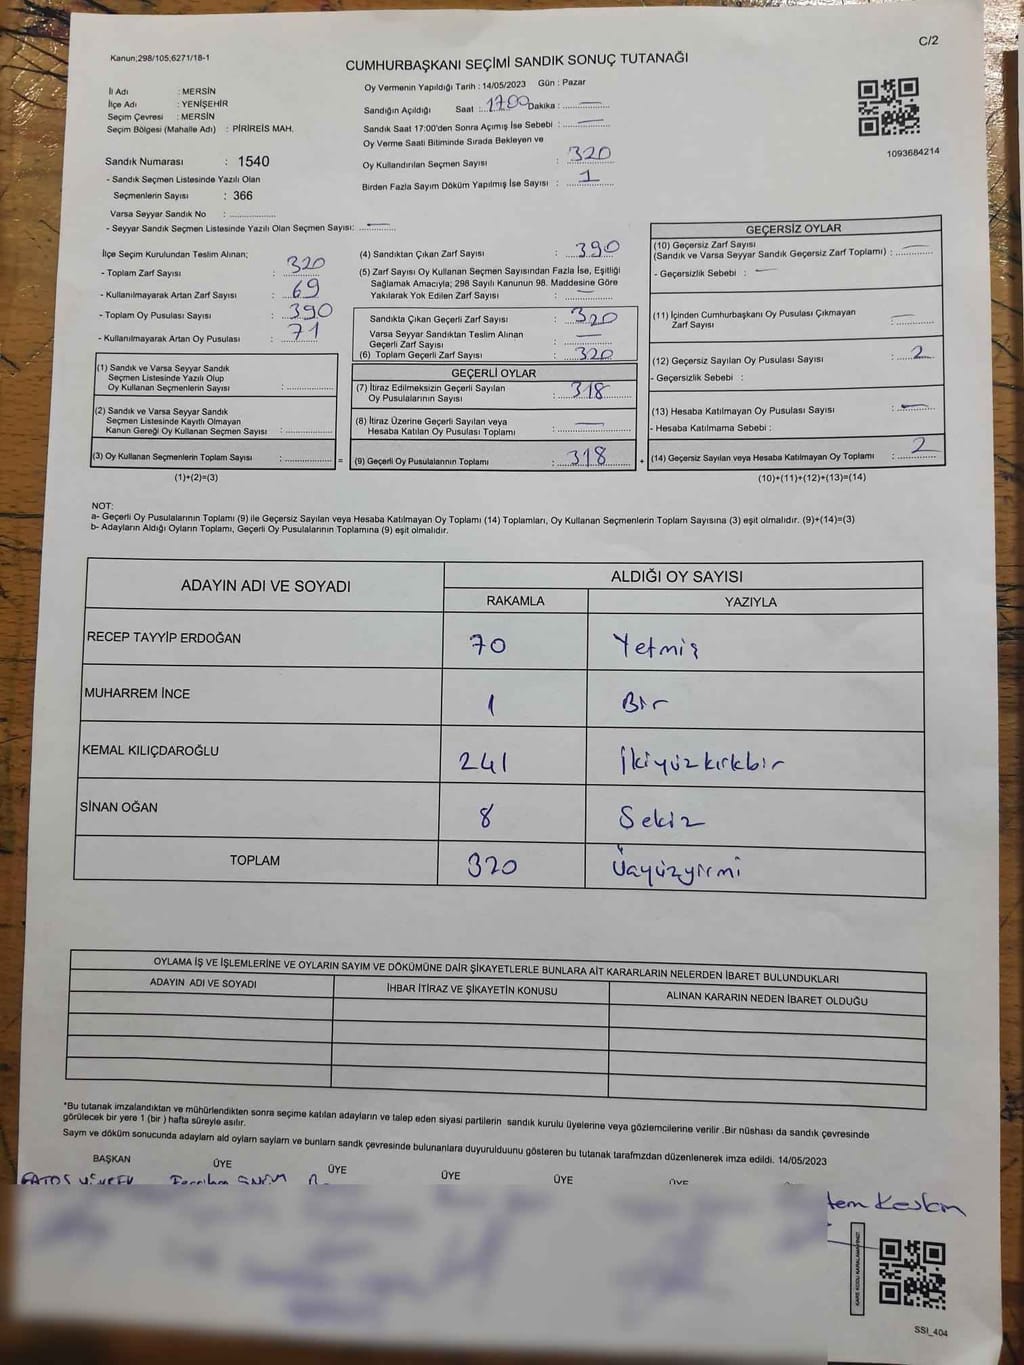 C/2
Kanun;298/105;6271/18-1
CUMHURBAŞKANI SEÇİMİ SANDIK SONUÇ TUTANAĞI
İl Adı : MERSİN
İlçe Adı : YENİŞEHİR
Seçim Çevresi : MERSİN
Seçim Bölgesi (Mahalle Adı) : PİRİREİS MAH.
Oy Vermenin Yapıldığı Tarih : 14/05/2023 Gün : Pazar
Sandığın Açıldığı Saat : 17.00 Dakika : —
Sandık Saat 17:00'den Sonra Açımış İse Sebebi : —
Oy Verme Saati Bitiminde Sırada Bekleyen ve
Oy Kullandırılan Seçmen Sayısı : 320
Birden Fazla Sayım Döküm Yapılmış İse Sayısı : 1
1093684214
Sandık Numarası : 1540
- Sandık Seçmen Listesinde Yazılı Olan
Seçmenlerin Sayısı : 366
Varsa Seyyar Sandık No :
- Seyyar Sandık Seçmen Listesinde Yazılı Olan Seçmen Sayısı: —
İlçe Seçim Kurulundan Teslim Alınan;
- Toplam Zarf Sayısı : 320
- Kullanılmayarak Artan Zarf Sayısı : 69
- Toplam Oy Pusulası Sayısı : 390
- Kullanılmayarak Artan Oy Pusulası : 71
(1) Sandık ve Varsa Seyyar Sandık
Seçmen Listesinde Yazılı Olup
Oy Kullanan Seçmenlerin Sayısı :
(2) Sandık ve Varsa Seyyar Sandık
Seçmen Listesinde Kayıtlı Olmayan
Kanun Gereği Oy Kullanan Seçmen Sayısı :
(3) Oy Kullanan Seçmenlerin Toplam Sayısı : =
(1)+(2)=(3)
(4) Sandıktan Çıkan Zarf Sayısı : 390
(5) Zarf Sayısı Oy Kullanan Seçmen Sayısından Fazla İse, Eşitliği
Sağlamak Amacıyla; 298 Sayılı Kanunun 98. Maddesine Göre
Yakılarak Yok Edilen Zarf Sayısı : —
Sandıkta Çıkan Geçerli Zarf Sayısı : 320
Varsa Seyyar Sandıktan Teslim Alınan
Geçerli Zarf Sayısı : —
(6) Toplam Geçerli Zarf Sayısı : 320
GEÇERLİ OYLAR
(7) İtiraz Edilmeksizin Geçerli Sayılan
Oy Pusulalarının Sayısı : 318
(8) İtiraz Üzerine Geçerli Sayılan veya
Hesaba Katılan Oy Pusulası Toplamı : —
(9) Geçerli Oy Pusulalarının Toplamı : 318 +
GEÇERSİZ OYLAR
(10) Geçersiz Zarf Sayısı
(Sandık ve Varsa Seyyar Sandık Geçersiz Zarf Toplamı) : —
- Geçersizlik Sebebi : —
(11) İçinden Cumhurbaşkanı Oy Pusulası Çıkmayan
Zarf Sayısı : —
(12) Geçersiz Sayılan Oy Pusulası Sayısı : 2
- Geçersizlik Sebebi :
(13) Hesaba Katılmayan Oy Pusulası Sayısı : —
- Hesaba Katılmama Sebebi :
(14) Geçersiz Sayılan veya Hesaba Katılmayan Oy Toplamı : 2
(10)+(11)+(12)+(13)=(14)
NOT:
a- Geçerli Oy Pusulalarının Toplamı (9) ile Geçersiz Sayılan veya Hesaba Katılmayan Oy Toplamı (14) Toplamları, Oy Kullanan Seçmenlerin Toplam Sayısına (3) eşit olmalıdır. (9)+(14)=(3)
b- Adayların Aldığı Oyların Toplamı, Geçerli Oy Pusulalarının Toplamına (9) eşit olmalıdır.
ADAYIN ADI VE SOYADI
ALDIĞI OY SAYISI
RAKAMLA YAZIYLA
RECEP TAYYİP ERDOĞAN 70 Yetmiş
MUHARREM İNCE 1 Bir
KEMAL KILIÇDAROĞLU 241 İkiyüzkırkbir
SİNAN OĞAN 8 Sekiz
TOPLAM 320 Üçyüzyirmi
OYLAMA İŞ VE İŞLEMLERİNE VE OYLARIN SAYIM VE DÖKÜMÜNE DAİR ŞİKAYETLERLE BUNLARA AİT KARARLARIN NELERDEN İBARET BULUNDUKLARI
ADAYIN ADI VE SOYADI İHBAR İTİRAZ VE ŞİKAYETİN KONUSU ALINAN KARARIN NEDEN İBARET OLDUĞU
*Bu tutanak imzalandıktan ve mühürlendikten sonra seçime katılan adayların ve talep eden siyasi partilerin sandık kurulu üyelerine veya gözlemcilerine verilir .Bir nüshası da sandık çevresinde
görülecek bir yere 1 (bir ) hafta süreyle asılır.
Sayım ve döküm sonucunda adaylarn ald oylarn saylarn ve bunlarn sandk çevresinde bulunanlara duyurulduunu gösteren bu tutanak tarafmzdan düzenlenerek imza edildi. 14/05/2023
BAŞKAN ÜYE ÜYE ÜYE ÜYE ÜYE
tem Keskin
KARE KODU KARALAMAYINIZ
SSI_404